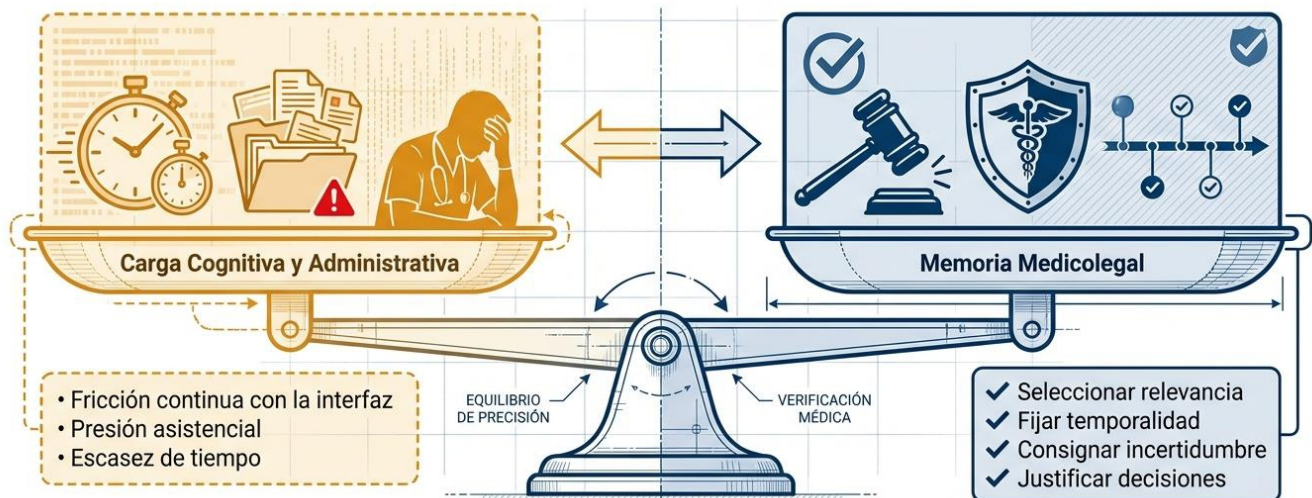 Carga Cognitiva y Administrativa
Memoria Medicolegal
• Fricción continua con la interfaz
• Presión asistencial
• Escasez de tiempo
EQUILIBRIO
DE PRECISIÓN
VERIFICACIÓN
MÉDICA
✓ Seleccionar relevancia
✓ Fijar temporalidad
✓ Consignar incertidumbre
✓ Justificar decisiones